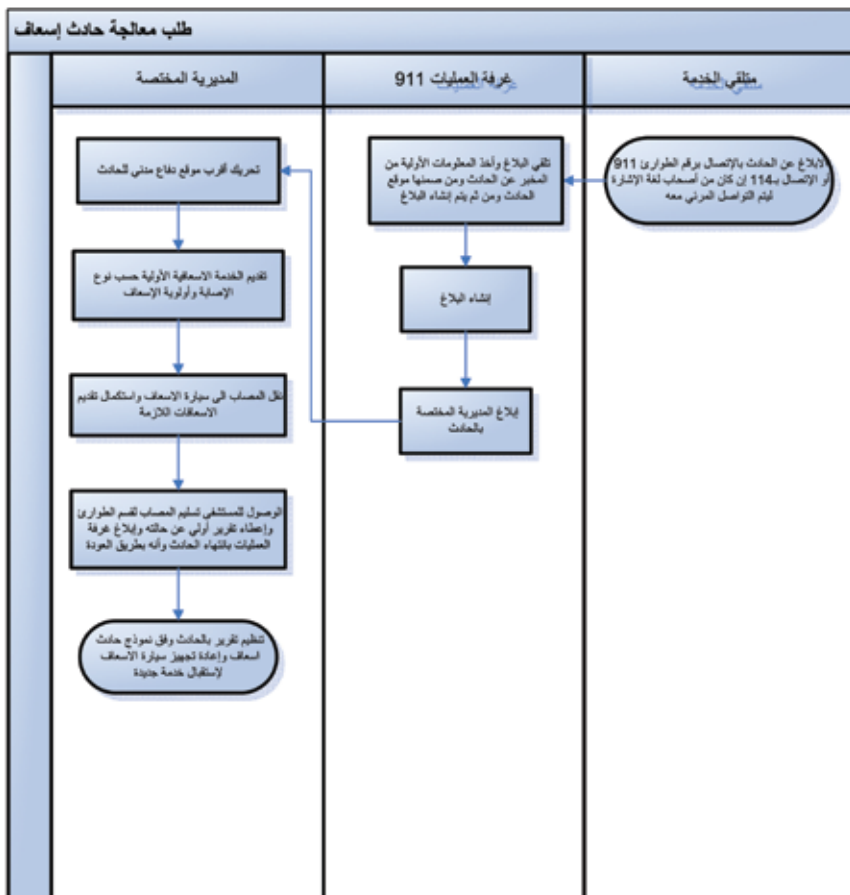 طلب معالجة حادث إسعاف
متلقي الخدمة
غرفة العمليات 911
المديرية المختصة
الابلاغ عن الحادث بالإتصال برقم الطوارئ 911
أو الإتصال بـ114 إن كان من أصحاب لغة الإشارة
ليتم التواصل المرئي معه
تلقي البلاغ وأخذ المعلومات الأولية من
المخبر عن الحادث ومن ضمنها موقع
الحادث ومن ثم يتم إنشاء البلاغ
إنشاء البلاغ
إبلاغ المديرية المختصة
بالحادث
تحريك أقرب موقع دفاع مدني للحادث
تقديم الخدمة الاسعافية الأولية حسب نوع
الإصابة وأولوية الإسعاف
نقل المصاب الى سيارة الاسعاف واستكمال تقديم
الاسعافات اللازمة
الوصول للمستشفى تسليم المصاب لقسم الطوارئ
وإعطاء تقرير أولي عن حالته وإبلاغ غرفة
العمليات بانتهاء الحادث وأنه بطريق العودة
تنظيم تقرير بالحادث وفق نموذج حادث
اسعاف وإعادة تجهيز سيارة الاسعاف
لإستقبال خدمة جديدة